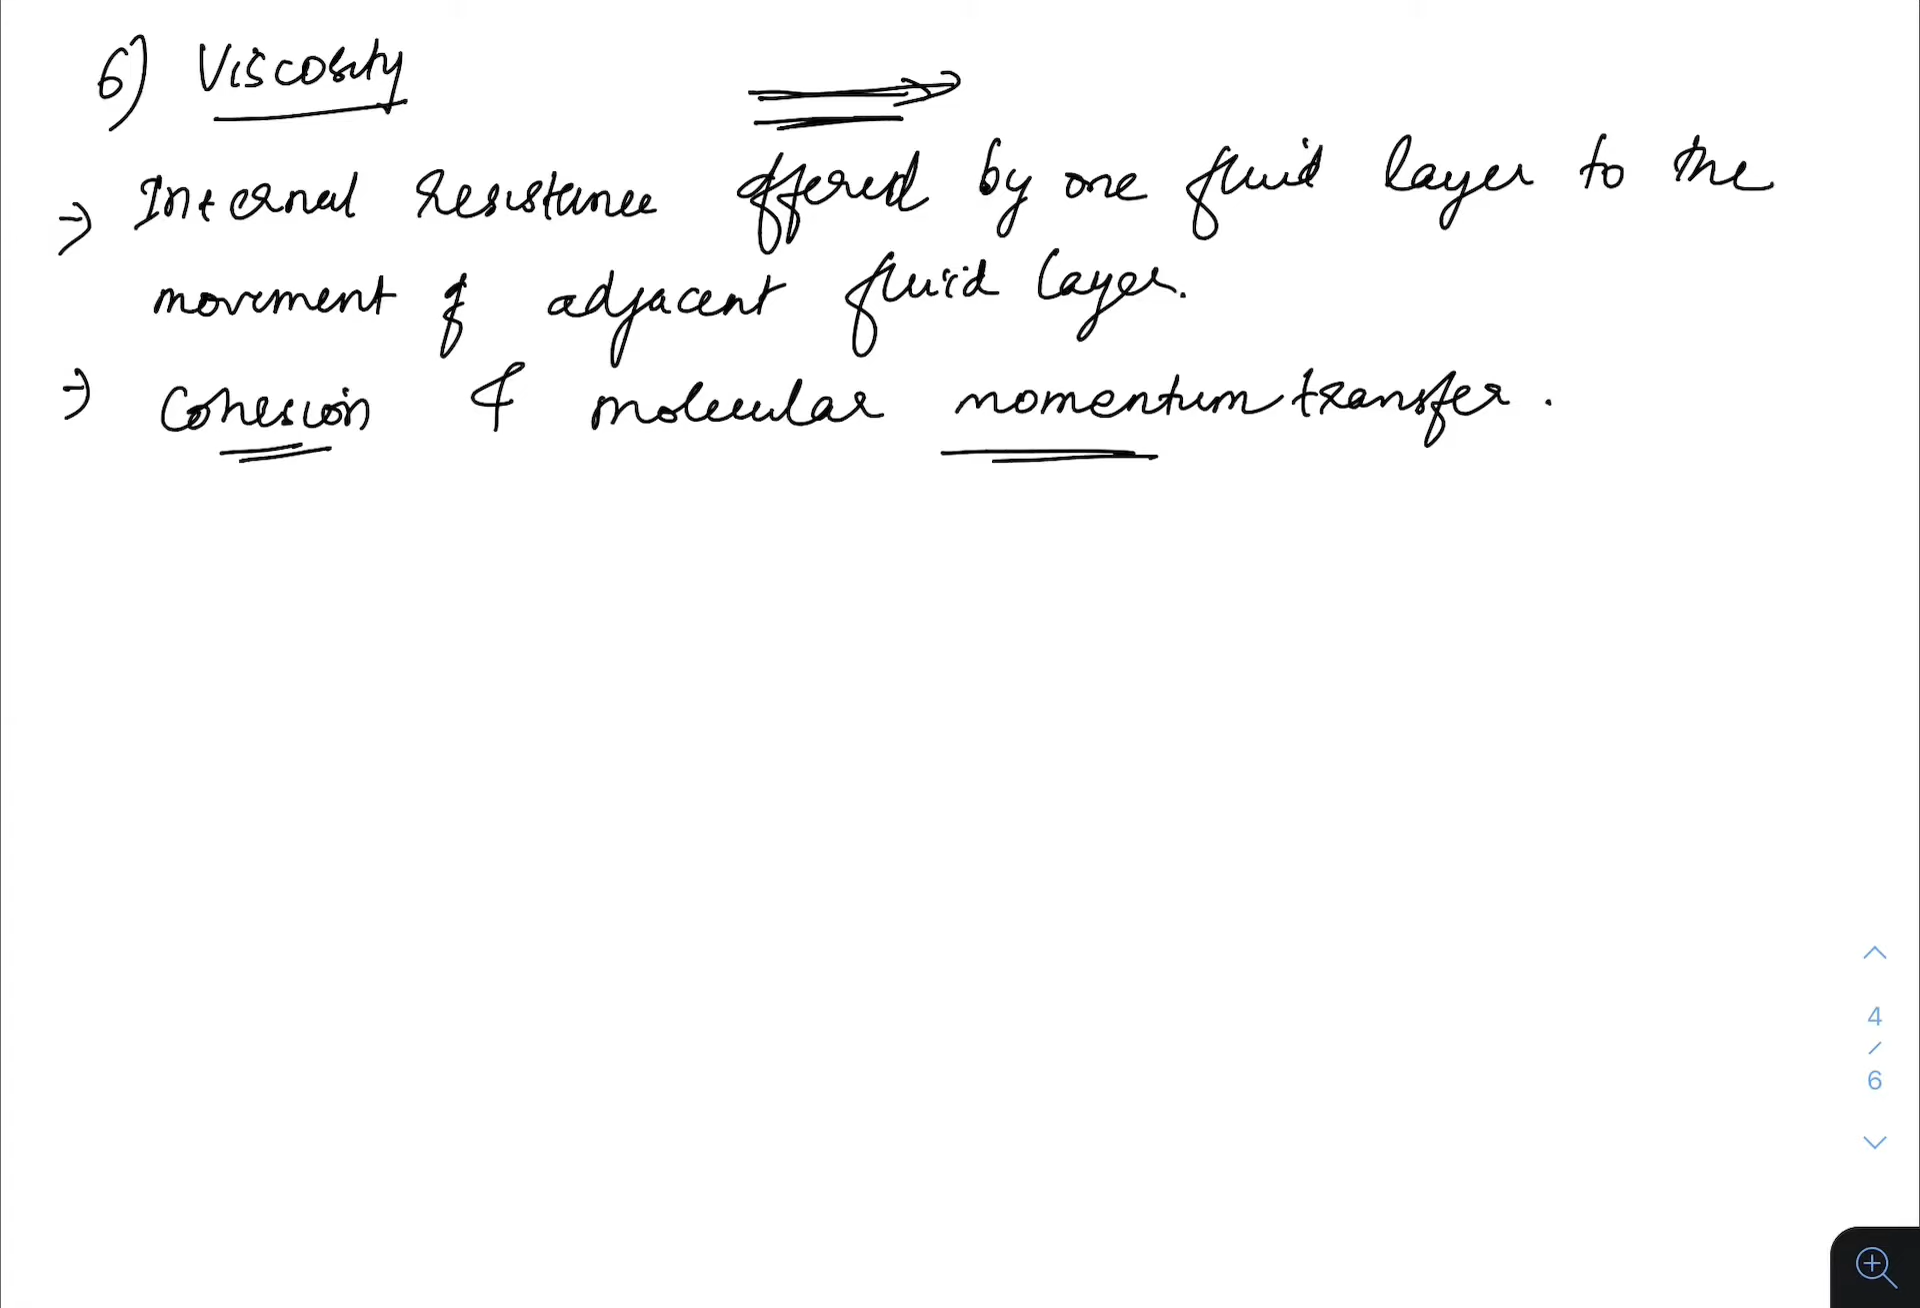 6) Viscosity
⇒ Internal resistance offered by one fluid layer to the
movement of adjacent fluid layer.
⇒ Cohesion & molecular momentum transfer.
4
/
6